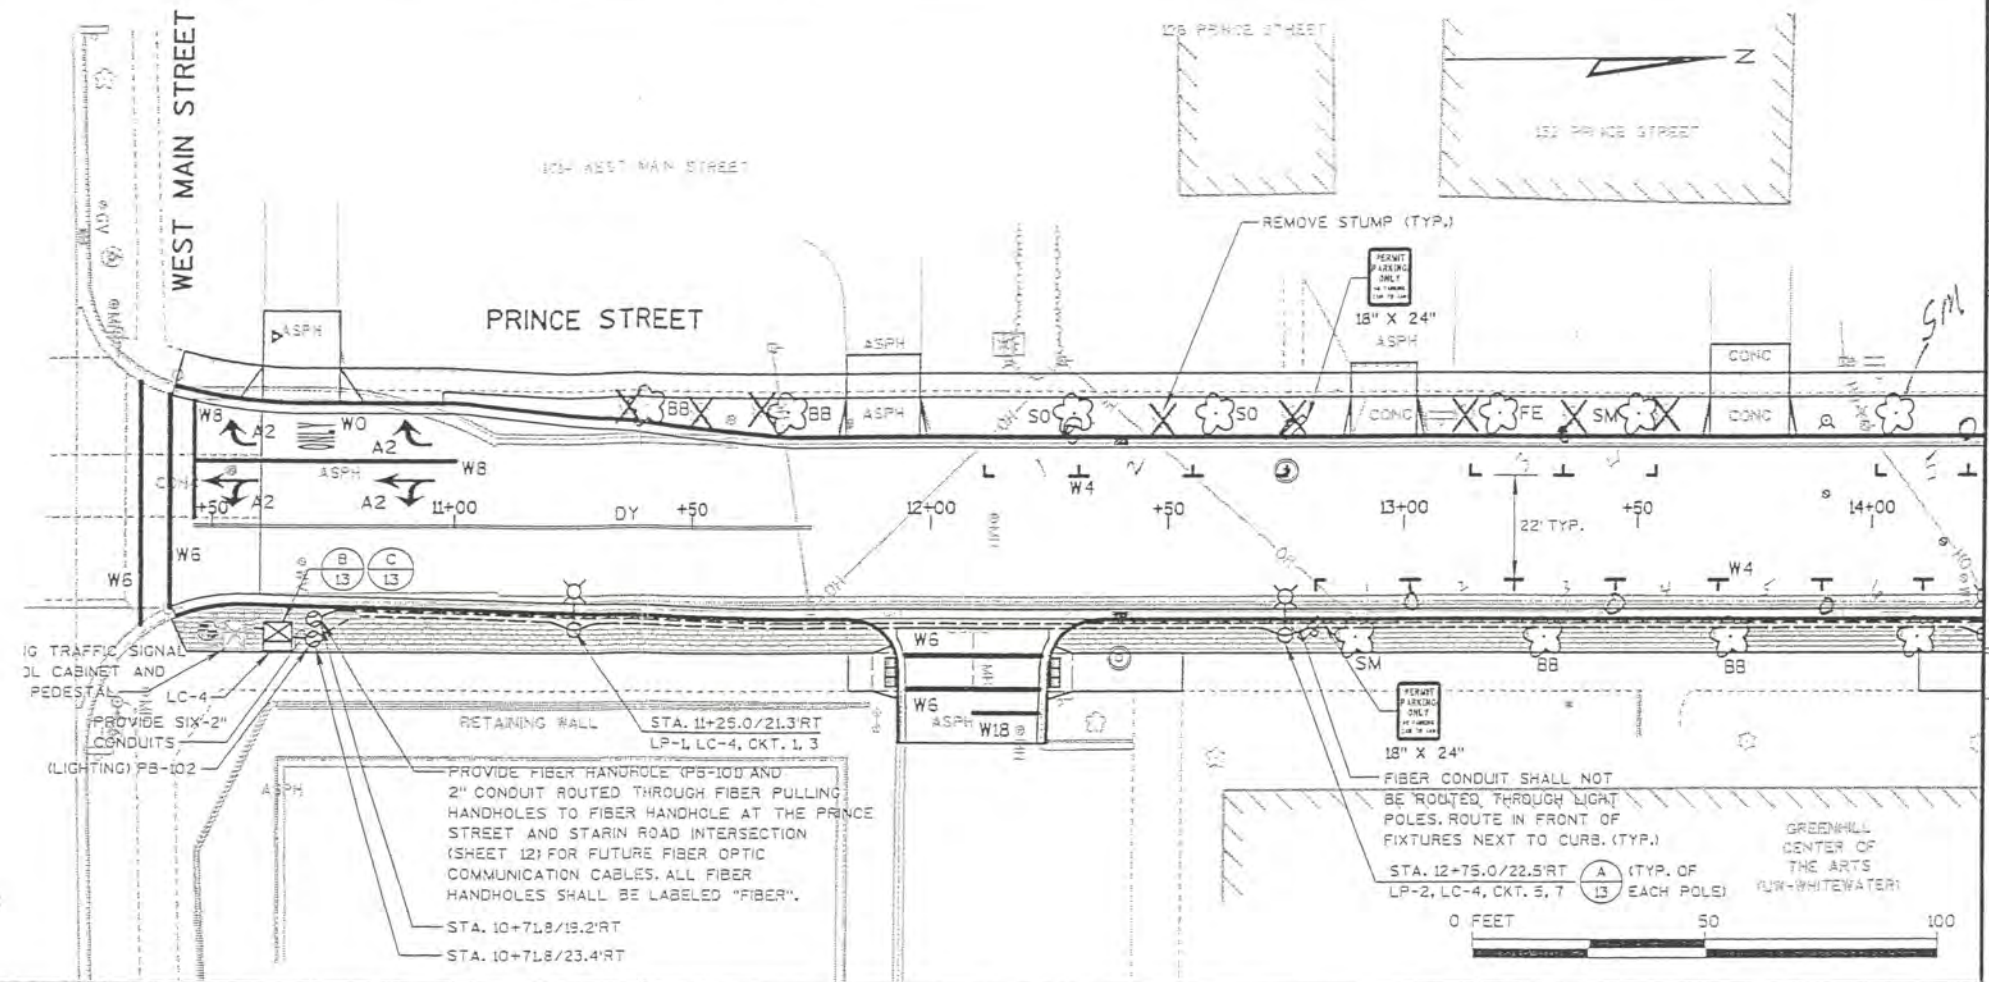 WEST MAIN STREET
126 PRINCE STREET
N
132 PRINCE STREET
WEST MAIN STREET
REMOVE STUMP (TYP.)
PERMIT
PARKING
ONLY
18" X 24"
PRINCE STREET
ASPH
ASPH
ASPH
CONC
SM
W8
A2
WO
A2
BB
BB
ASPH
SO
SO
CONC
FE
SM
CONC
W8
ASPH
A2
A2
W4
+50
11+00
DY
+50
12+00
+50
13+00
22' TYP.
+50
14+00
OH
OH
OH
W6
W6
B
13
C
13
W4
MH
TRAFFIC SIGNAL
CABINET AND
PEDESTAL
LC-4
PROVIDE SIX-2"
CONDUITS
(LIGHTING) PB-102
RETAINING WALL
ASPH
STA. 11+25.0/21.3'RT
LP-1, LC-4, CKT. 1, 3
W6
W6
ASPH
W18
MH
SM
BB
BB
PERMIT
PARKING
ONLY
18" X 24"
PROVIDE FIBER HANDHOLE (PB-101) AND
2" CONDUIT ROUTED THROUGH FIBER PULLING
HANDHOLES TO FIBER HANDHOLE AT THE PRINCE
STREET AND STARIN ROAD INTERSECTION
(SHEET 12) FOR FUTURE FIBER OPTIC
COMMUNICATION CABLES. ALL FIBER
HANDHOLES SHALL BE LABELED "FIBER".
STA. 10+71.8/19.2'RT
STA. 10+71.8/23.4'RT
FIBER CONDUIT SHALL NOT
BE ROUTED THROUGH LIGHT
POLES. ROUTE IN FRONT OF
FIXTURES NEXT TO CURB. (TYP.)
STA. 12+75.0/22.5'RT
LP-2, LC-4, CKT. 5, 7
A
13
(TYP. OF
EACH POLE)
GREENHILL
CENTER OF
THE ARTS
(UW-WHITEWATER)
0 FEET 50 100